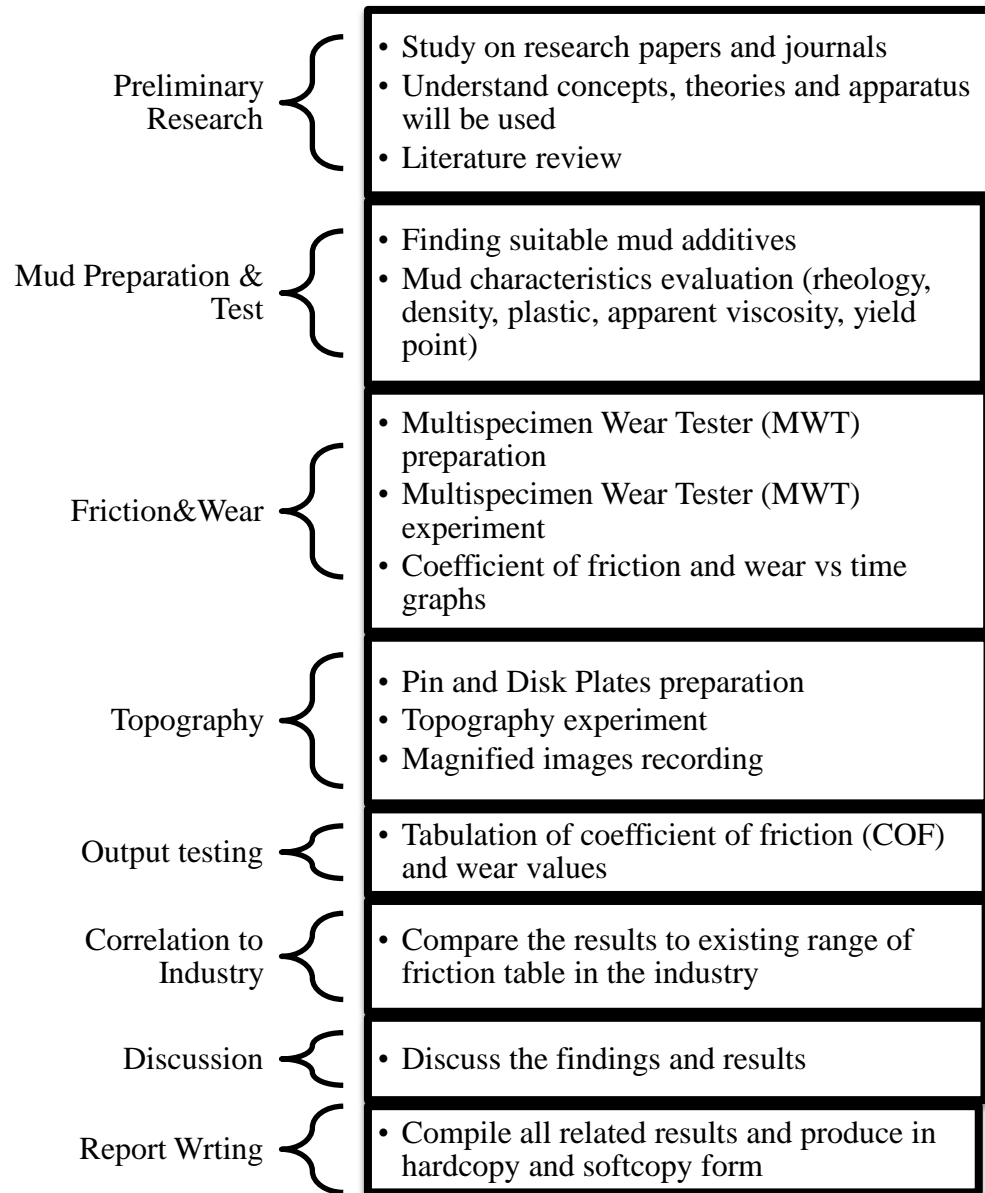 Preliminary
Research
• Study on research papers and journals
• Understand concepts, theories and apparatus
will be used
• Literature review
Mud Preparation &
Test
• Finding suitable mud additives
• Mud characteristics evaluation (rheology,
density, plastic, apparent viscosity, yield
point)
Friction&Wear
• Multispecimen Wear Tester (MWT)
preparation
• Multispecimen Wear Tester (MWT)
experiment
• Coefficient of friction and wear vs time
graphs
Topography
• Pin and Disk Plates preparation
• Topography experiment
• Magnified images recording
Output testing
• Tabulation of coefficient of friction (COF)
and wear values
Correlation to
Industry
• Compare the results to existing range of
friction table in the industry
Discussion
• Discuss the findings and results
Report Wrting
• Compile all related results and produce in
hardcopy and softcopy form